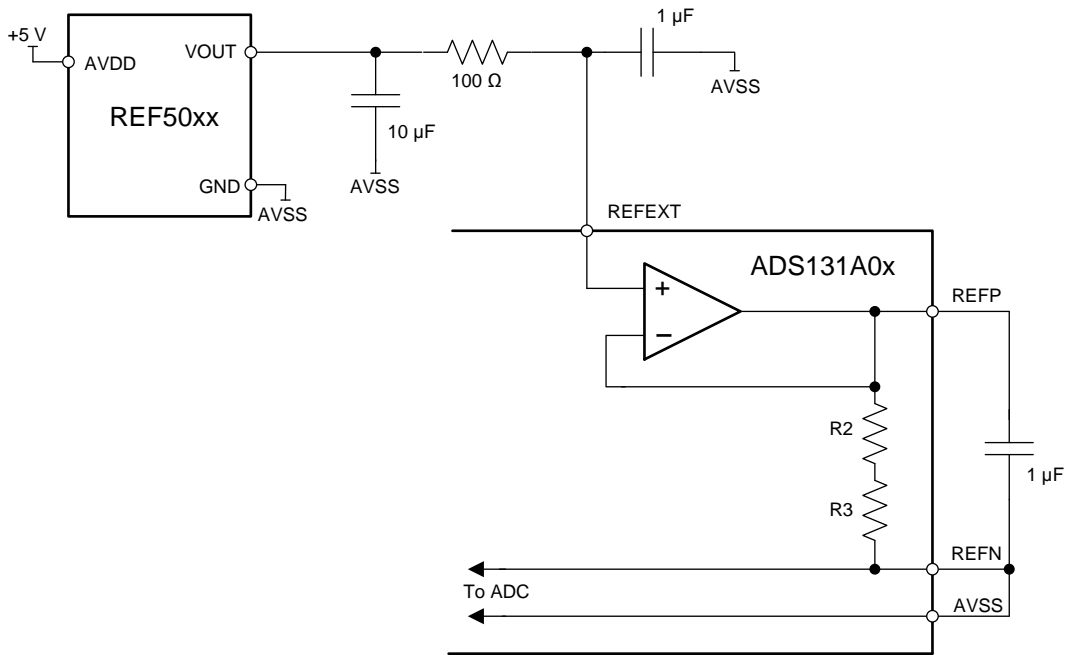 +5 V
AVDD
VOUT
REF50xx
GND
AVSS
10 µF
AVSS
100 Ω
1 µF
AVSS
REFEXT
ADS131A0x
+
−
REFP
R2
R3
1 µF
REFN
To ADC
AVSS